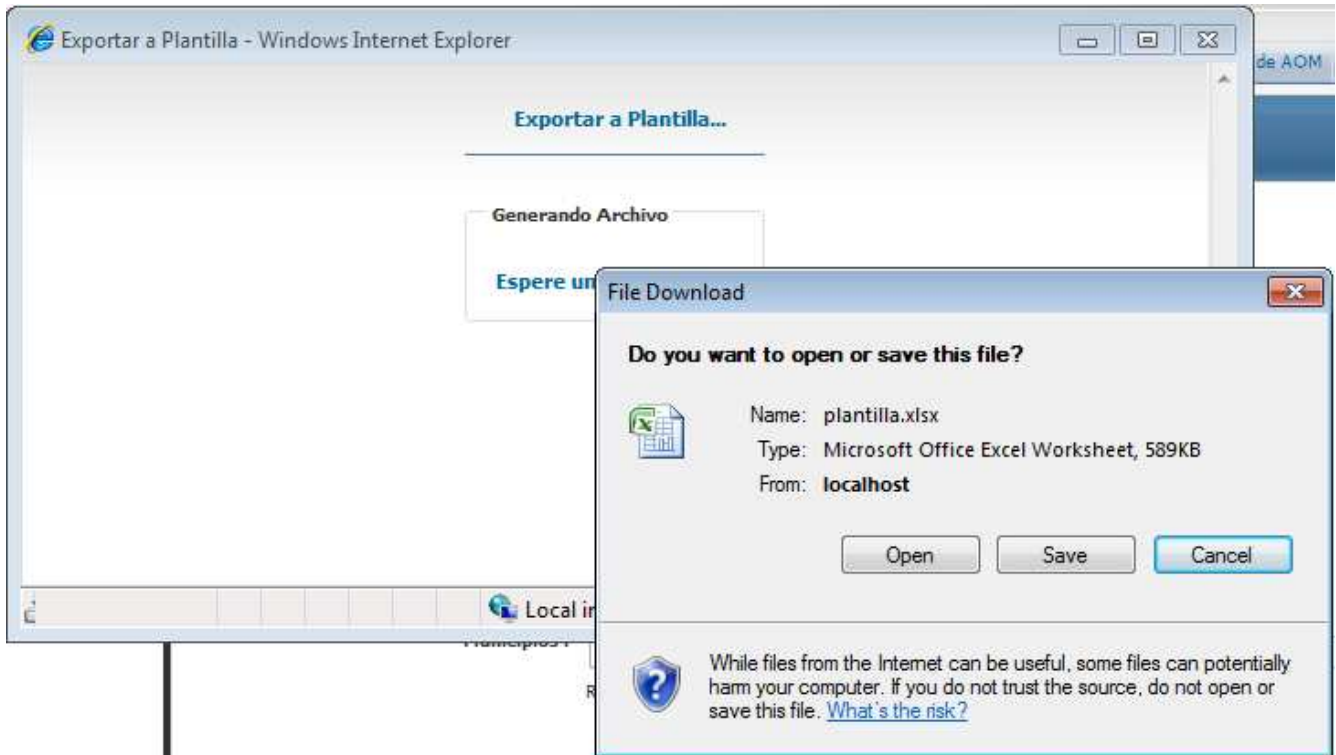 Exportar a Plantilla - Windows Internet Explorer
de AOM
Exportar a Plantilla...
Generando Archivo
Espere un
File Download
Do you want to open or save this file?
Name: plantilla.xlsx
Type: Microsoft Office Excel Worksheet, 589KB
From: localhost
Open Save Cancel
Local in
R
While files from the Internet can be useful, some files can potentially
harm your computer. If you do not trust the source, do not open or
save this file. What's the risk?